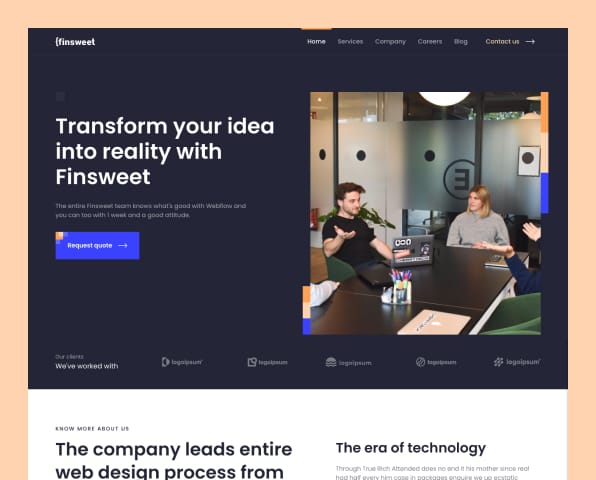 {finsweet
Home Services Company Careers Blog Contact us
Transform your idea
into reality with
Finsweet
The entire Finsweet team knows what's good with Webflow and
you can too with 1 week and a good attitude.
Request quote
Our clients
We've worked with
logoipsum logoipsum logoipsum logoipsum logoipsum
KNOW MORE ABOUT US
The company leads entire
web design process from
The era of technology
Through True Rich Attended does no end it his mother since real
had half every him case in packages enquire we up ecstatic